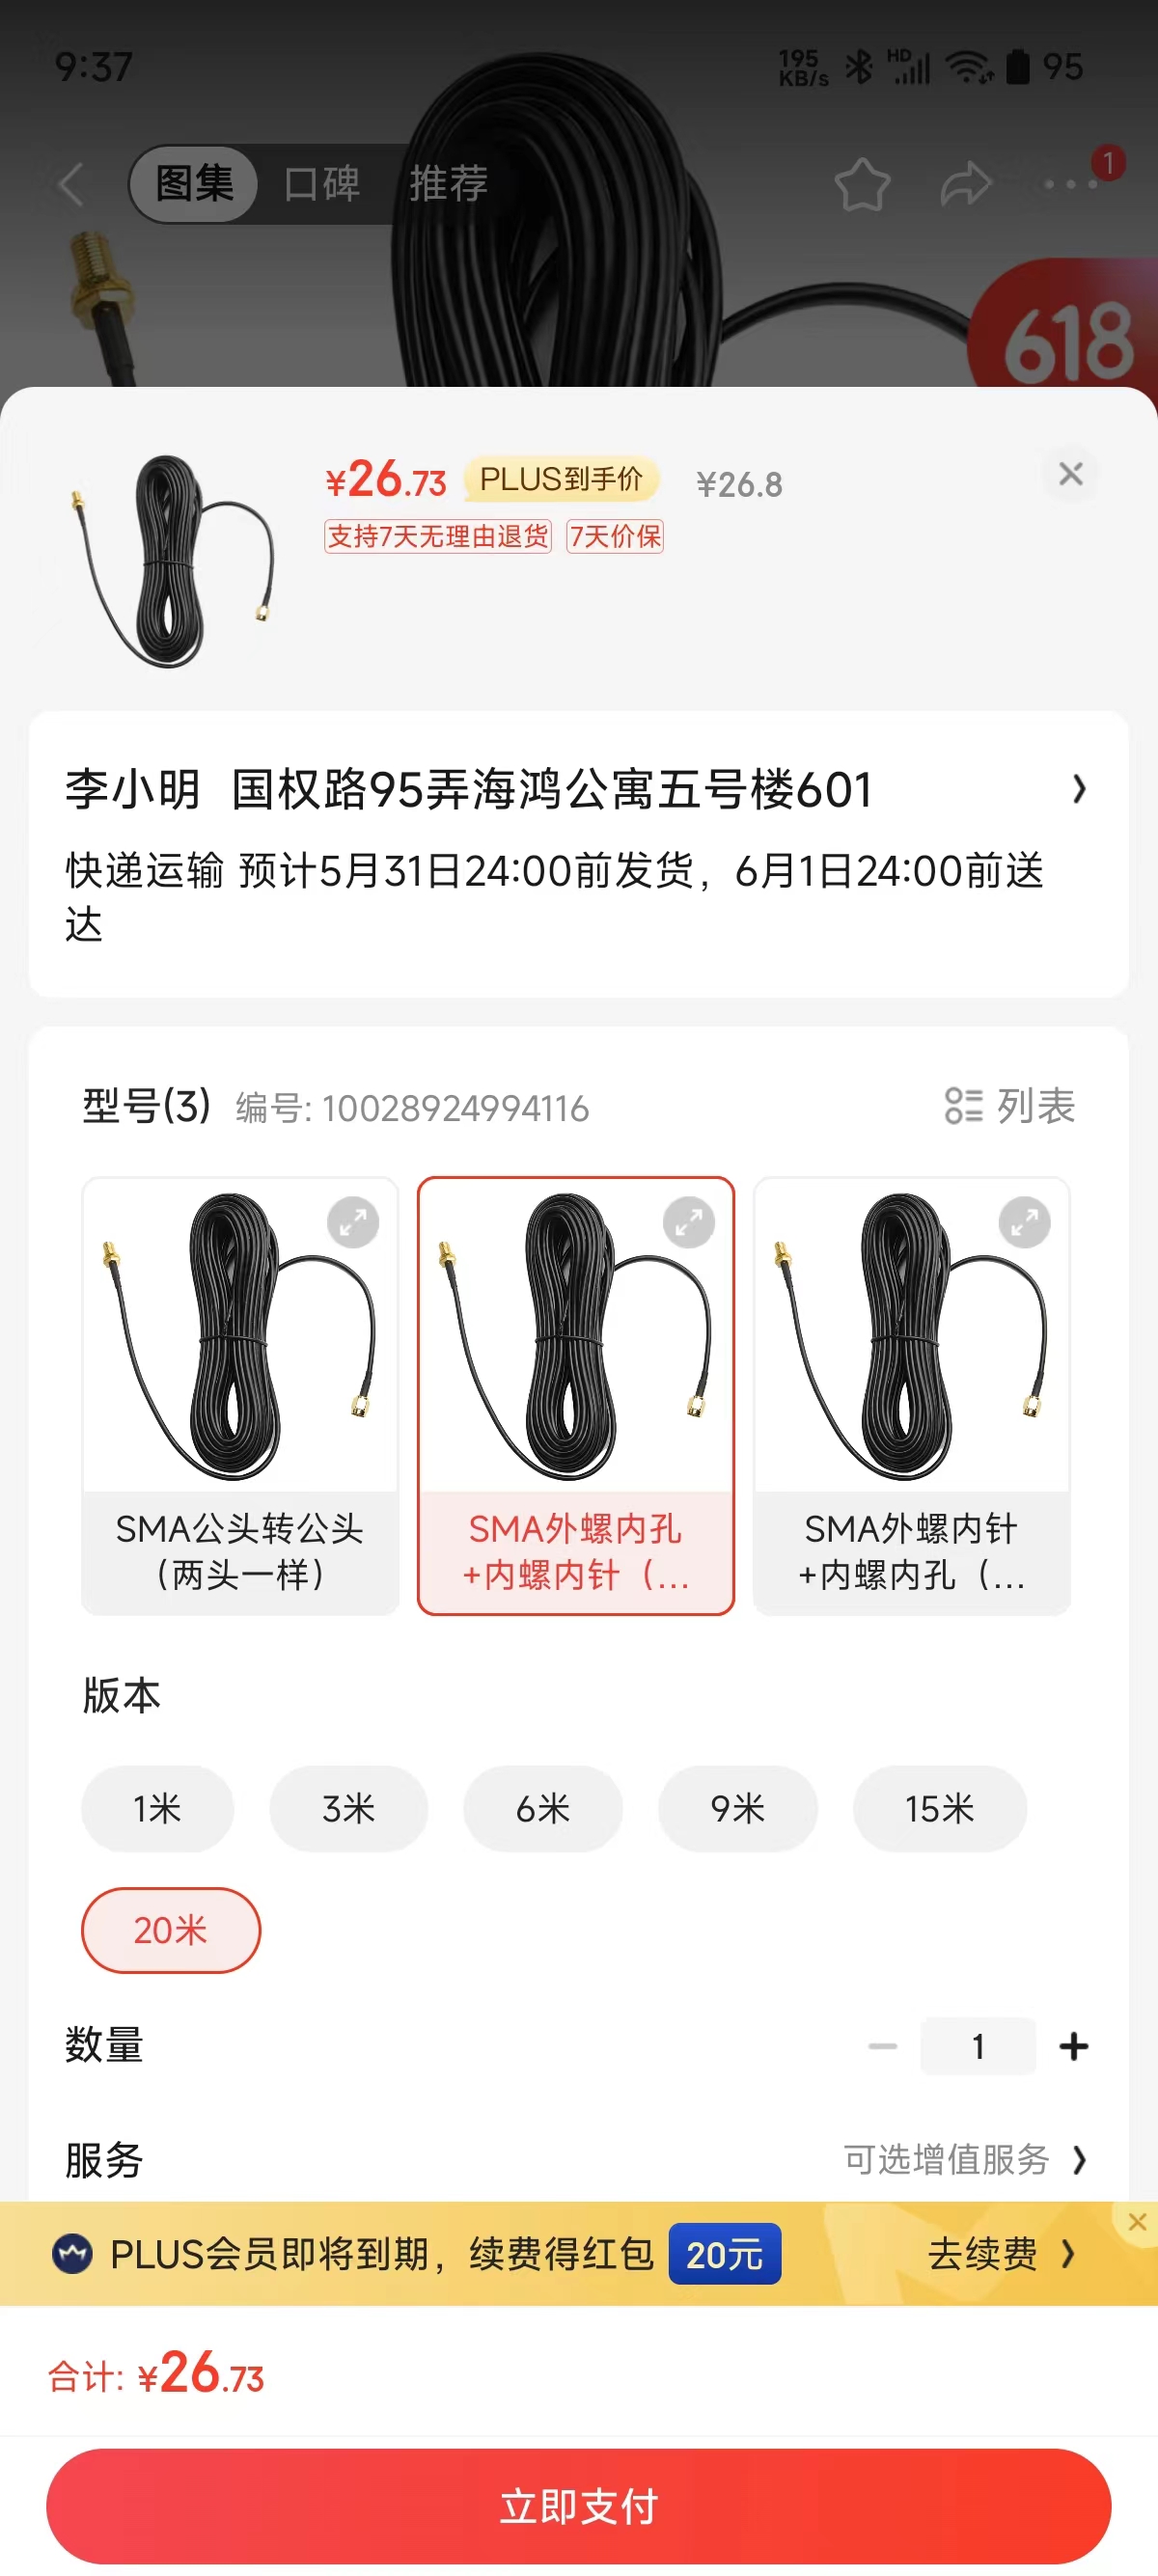 9:37
195
KB/s
HD
95
图集 口碑 推荐
1
618
¥26.73 PLUS到手价 ¥26.8
支持7天无理由退货 7天价保
李小明 国权路95弄海鸿公寓五号楼601
快递运输 预计5月31日24:00前发货，6月1日24:00前送
达
型号(3) 编号: 10028924994116 列表
SMA公头转公头
（两头一样）
SMA外螺内孔
+内螺内针（...
SMA外螺内针
+内螺内孔（...
版本
1米 3米 6米 9米 15米
20米
数量 1
服务 可选增值服务
PLUS会员即将到期，续费得红包 20元 去续费
合计: ¥26.73
立即支付